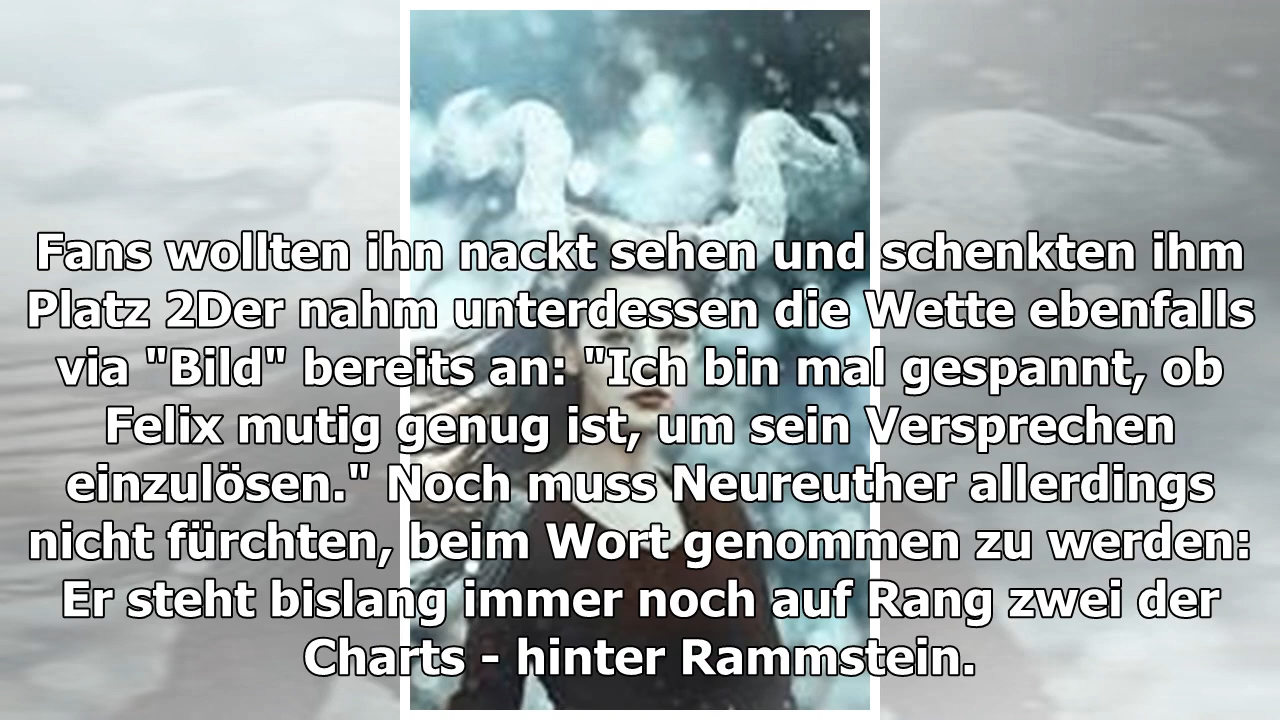 Fans wollten ihn nackt sehen und schenkten ihm
Platz 2Der nahm unterdessen die Wette ebenfalls
via "Bild" bereits an: "Ich bin mal gespannt, ob
Felix mutig genug ist, um sein Versprechen
einzulösen." Noch muss Neureuther allerdings
nicht fürchten, beim Wort genommen zu werden:
Er steht bislang immer noch auf Rang zwei der
Charts - hinter Rammstein.